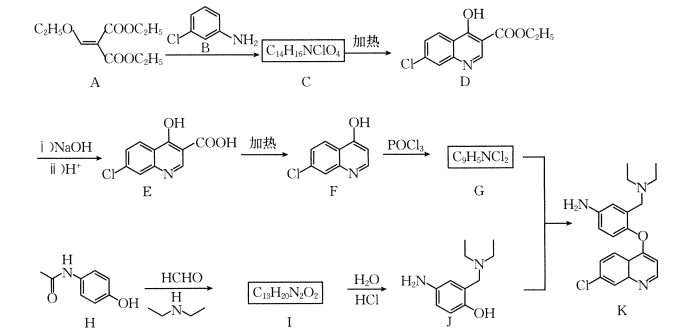 C₂H₅O COOC₂H₅ COOC₂H₅ A
Cl B NH₂
C₁₄H₁₆NClO₄ C
加热
OH COOC₂H₅ Cl N D
ⅰ)NaOH
ⅱ)H⁺
OH COOH Cl N E
加热
OH Cl N F
POCl₃
C₉H₅NCl₂ G
H N O OH H
HCHO
H N
C₁₃H₂₀N₂O₂ I
H₂O
HCl
N H₂N OH J
N H₂N O Cl N K